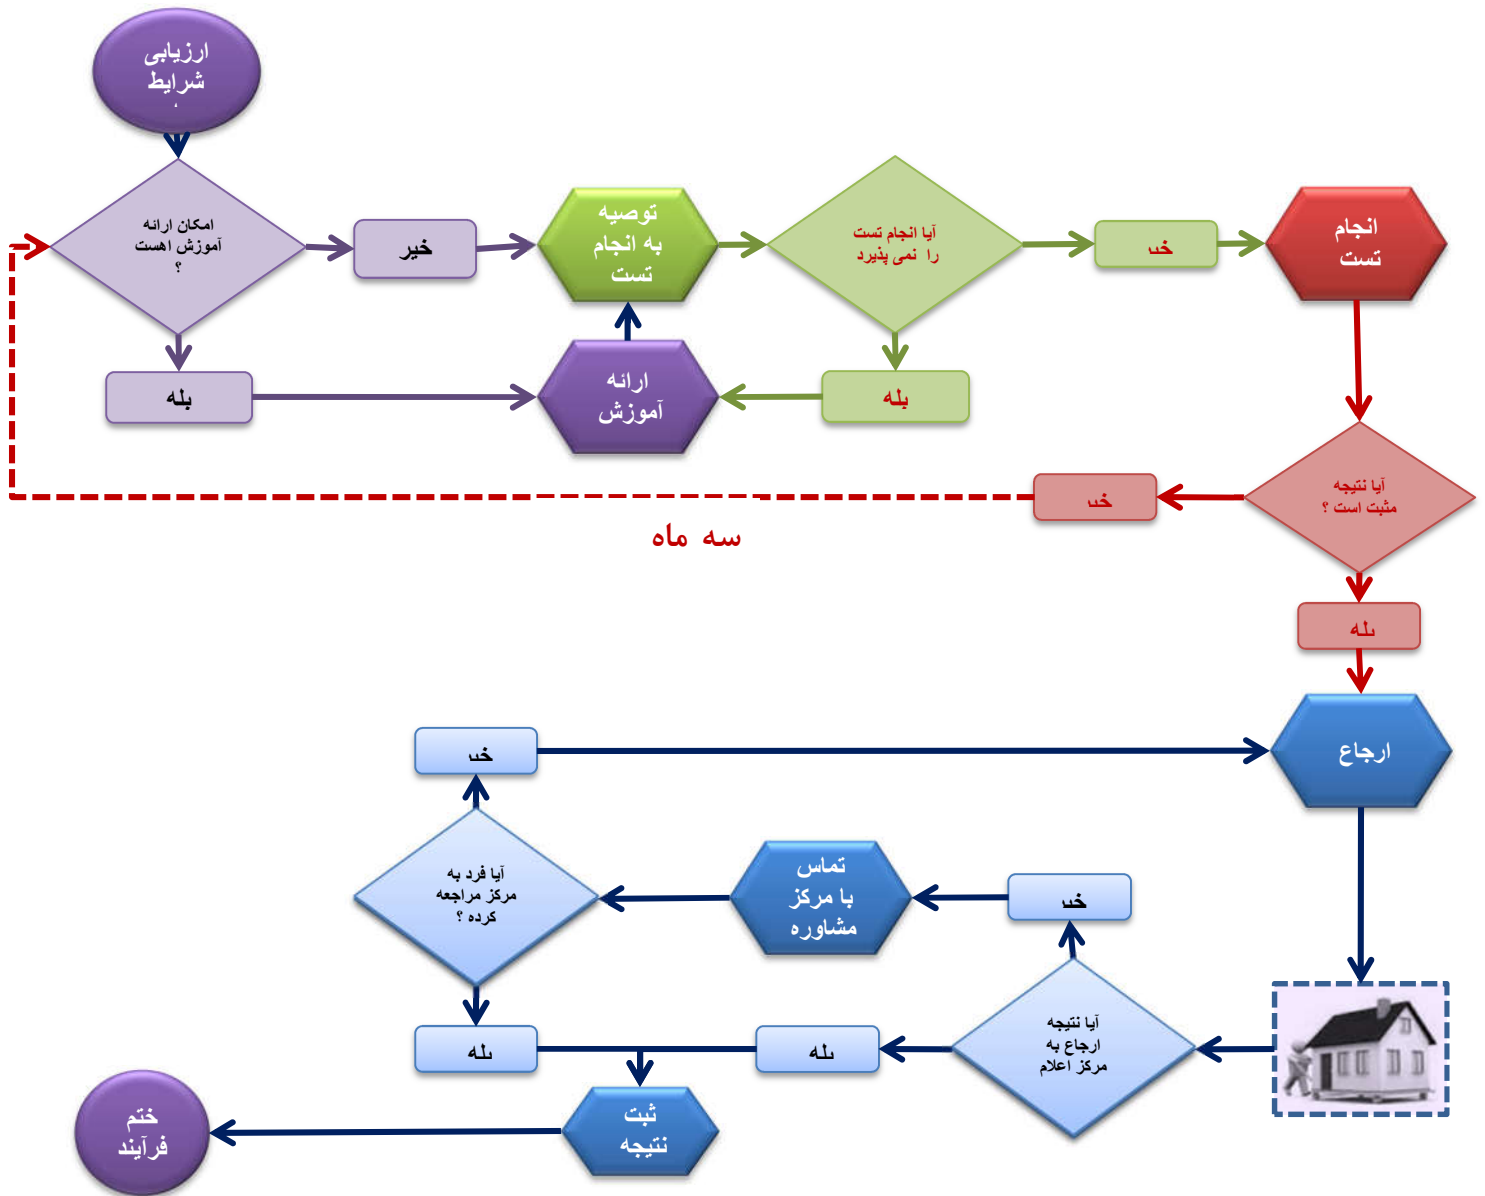 ارزیابی
شرایط
امکان ارائه
آموزش اهست
؟
خیر
بله
توصیه
به انجام
تست
ارائه
آموزش
آیا انجام تست
را نمی پذیرد
خیر
بله
انجام
تست
آیا نتیجه
مثبت است ؟
خیر
سه ماه
بله
ارجاع
آیا نتیجه
ارجاع به
مرکز اعلام
خیر
بله
تماس
با مرکز
مشاوره
آیا فرد به
مرکز مراجعه
کرده ؟
خیر
بله
ثبت
نتیجه
ختم
فرآیند